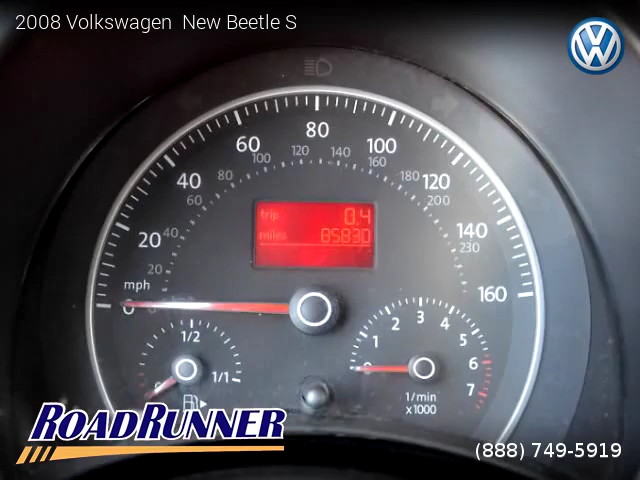 2008 Volkswagen New Beetle S
60 80 100
100 120 140 160
40 80 180 120
60 200
20 40 trip 0.4 140
miles 85830 230
20
mph 160
0
1/2 3 4
2 5
1 6
0 1/1 0 7
1/min
x1000
ROADRUNNER
(888) 749-5919